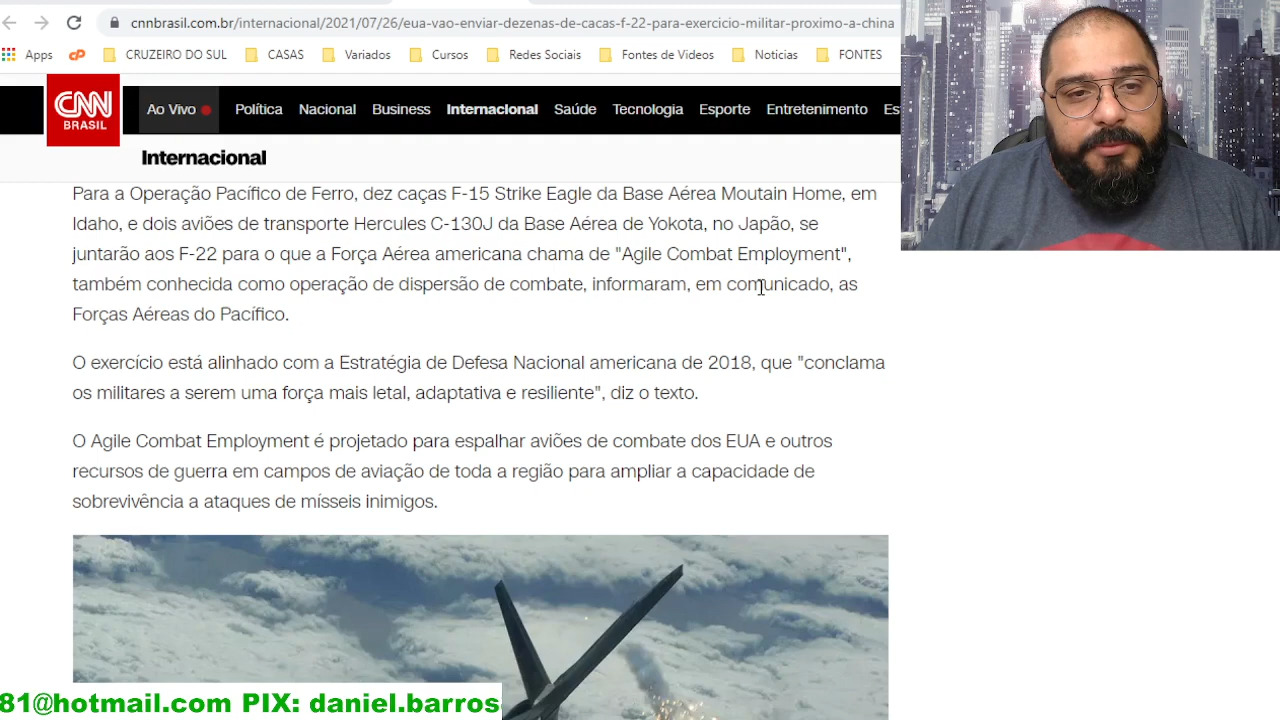 cnnbrasil.com.br/internacional/2021/07/26/eua-vao-enviar-dezenas-de-cacas-f-22-para-exercicio-militar-proximo-a-china
Apps CRUZEIRO DO SUL CASAS Variados Cursos Redes Sociais Fontes de Videos Noticias FONTES
CNN BRASIL
Ao Vivo Política Nacional Business Internacional Saúde Tecnologia Esporte Entretenimento Es
Internacional
Para a Operação Pacífico de Ferro, dez caças F-15 Strike Eagle da Base Aérea Moutain Home, em
Idaho, e dois aviões de transporte Hercules C-130J da Base Aérea de Yokota, no Japão, se
juntarão aos F-22 para o que a Força Aérea americana chama de "Agile Combat Employment",
também conhecida como operação de dispersão de combate, informaram, em comunicado, as
Forças Aéreas do Pacífico.
O exercício está alinhado com a Estratégia de Defesa Nacional americana de 2018, que "conclama
os militares a serem uma força mais letal, adaptativa e resiliente", diz o texto.
O Agile Combat Employment é projetado para espalhar aviões de combate dos EUA e outros
recursos de guerra em campos de aviação de toda a região para ampliar a capacidade de
sobrevivência a ataques de mísseis inimigos.
81@hotmail.com PIX: daniel.barros